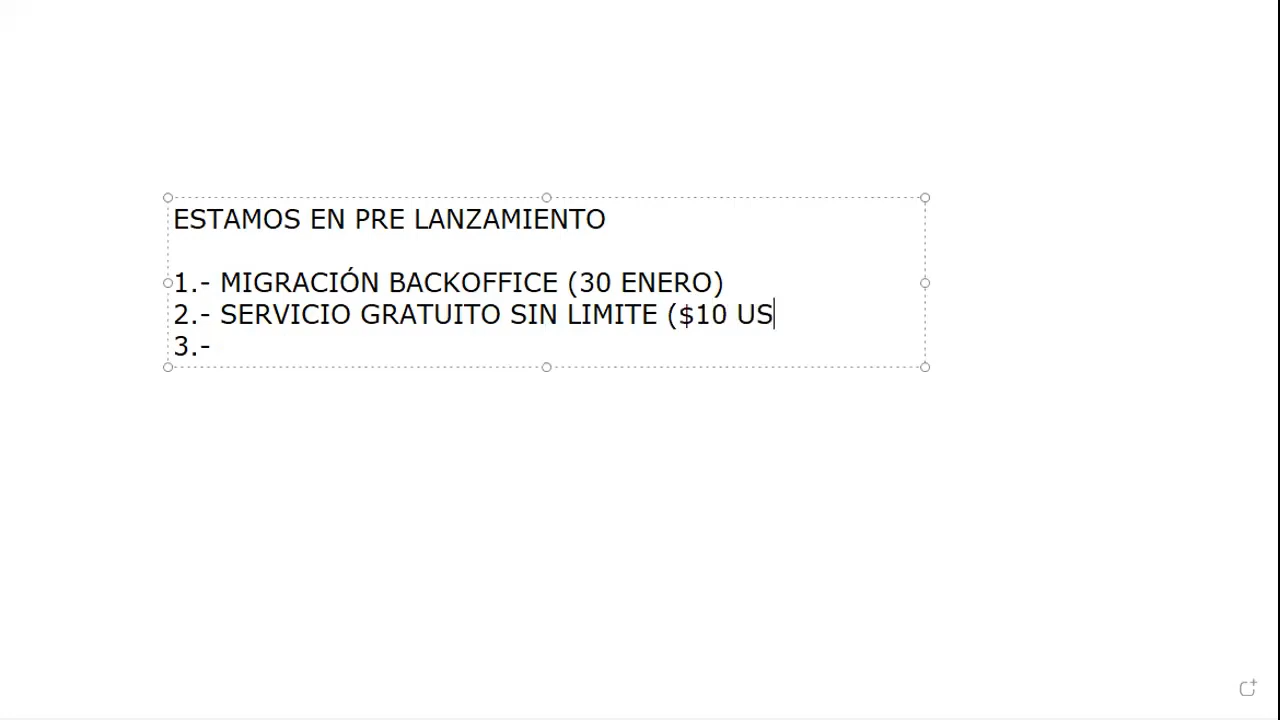 ESTAMOS EN PRE LANZAMIENTO
1.- MIGRACIÓN BACKOFFICE (30 ENERO)
2.- SERVICIO GRATUITO SIN LIMITE ($10 US
3.-